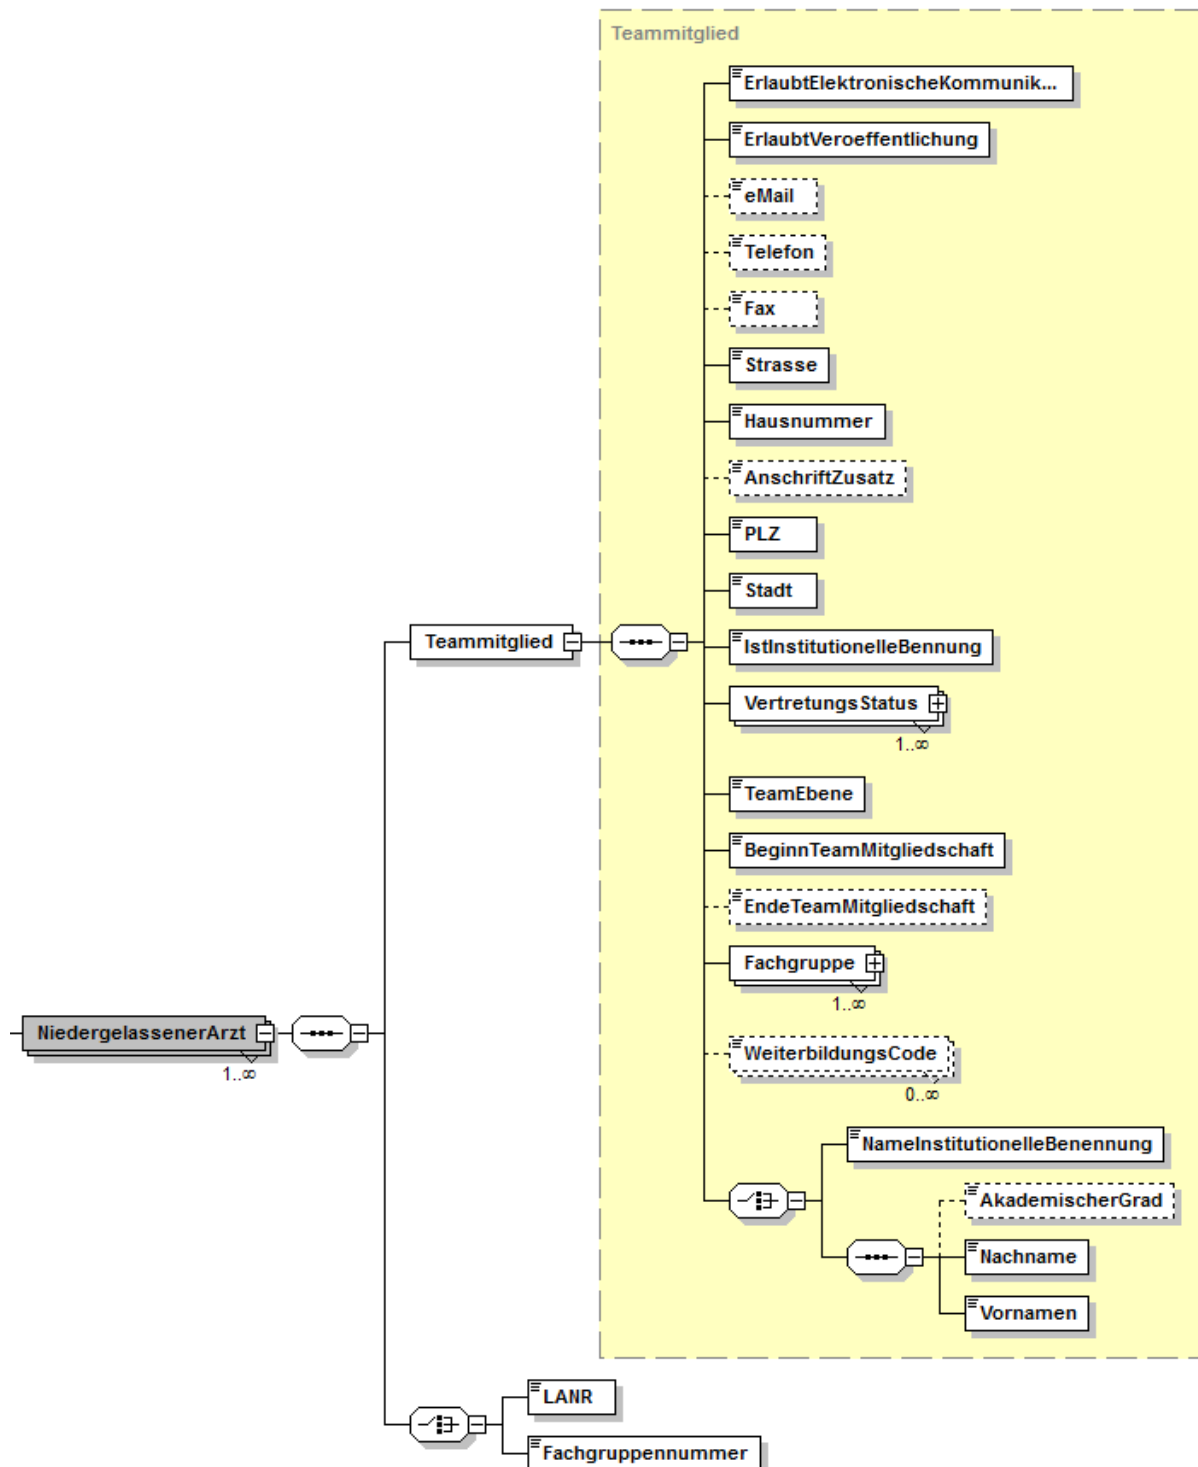 Teammitglied
ErlaubtElektronischeKommunik...
ErlaubtVeroeffentlichung
eMail
Telefon
Fax
Strasse
Hausnummer
AnschriftZusatz
PLZ
Stadt
Teammitglied
IstInstitutionelleBennung
VertretungsStatus
1..∞
TeamEbene
BeginnTeamMitgliedschaft
EndeTeamMitgliedschaft
Fachgruppe
1..∞
NiedergelassenerArzt
1..∞
WeiterbildungsCode
0..∞
NameInstitutionelleBenennung
AkademischerGrad
Nachname
Vornamen
LANR
Fachgruppennummer